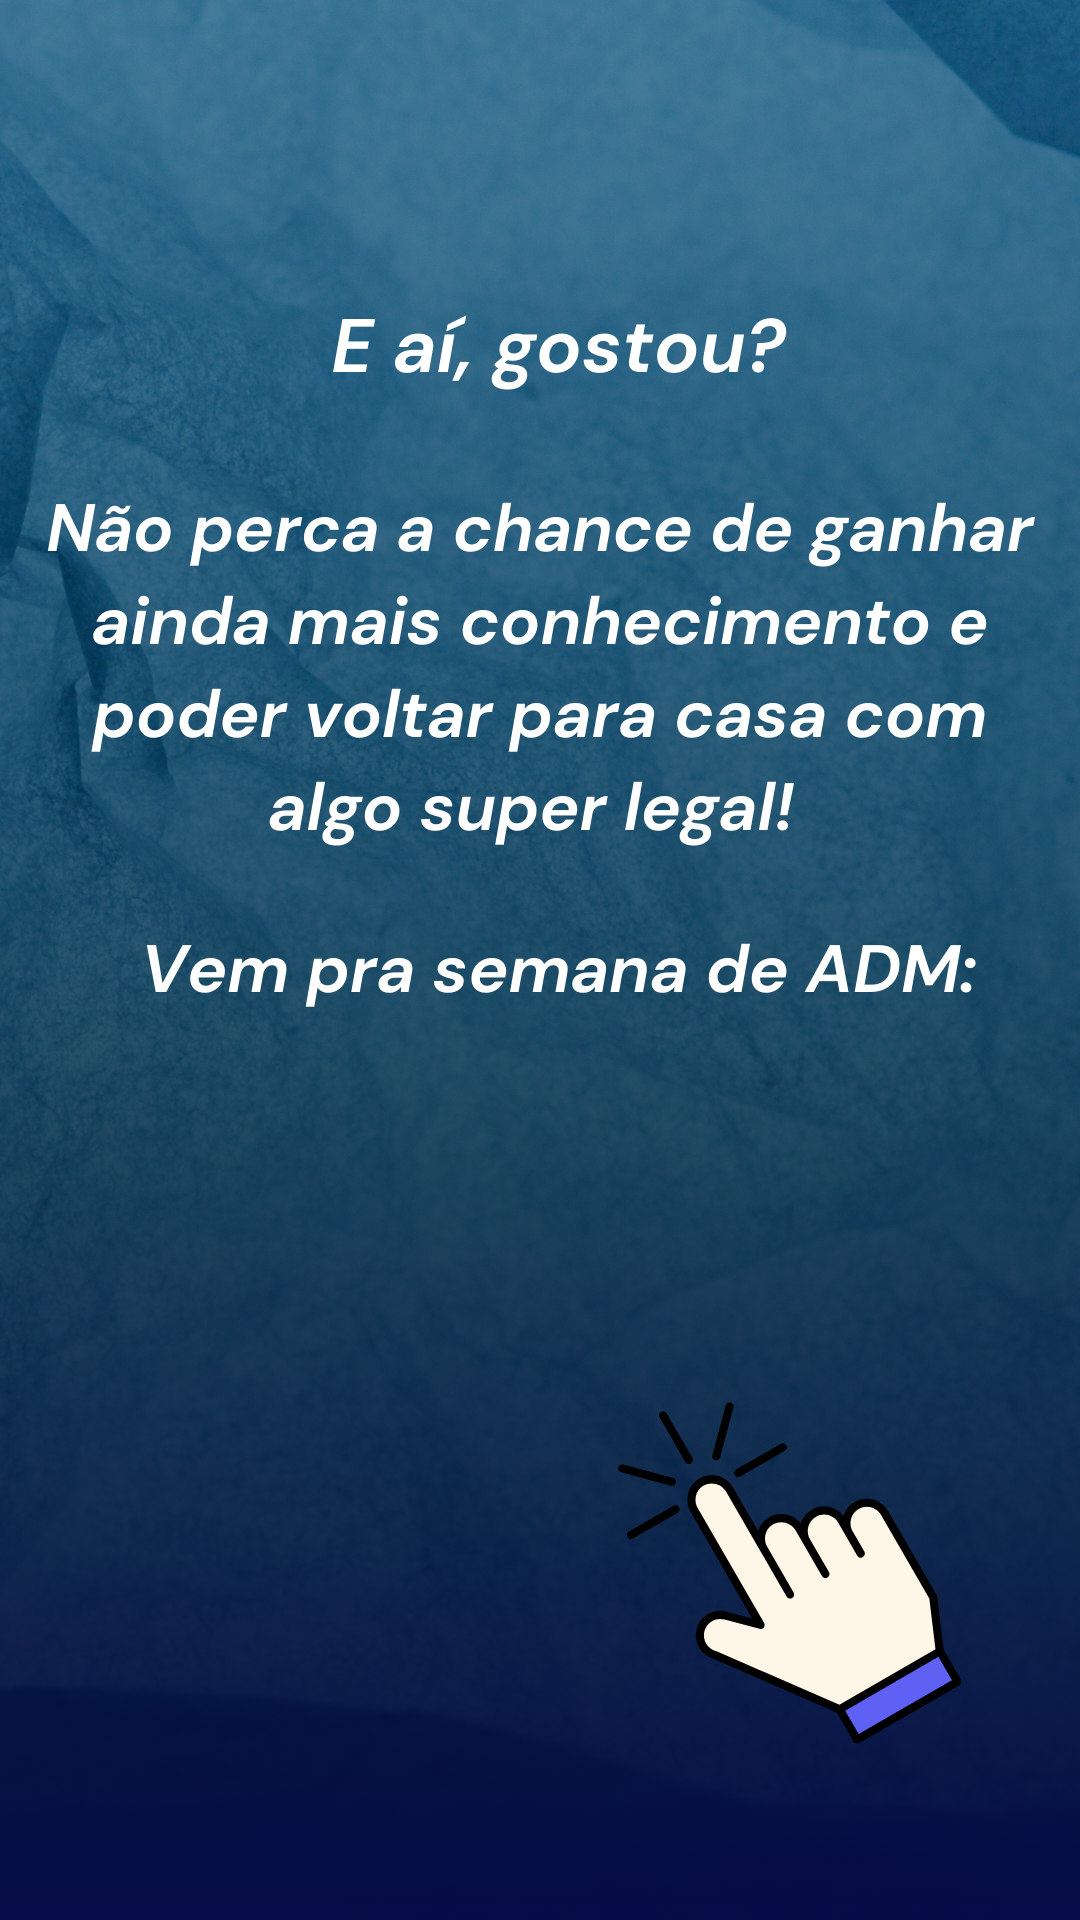 E aí, gostou?
Não perca a chance de ganhar
ainda mais conhecimento e
poder voltar para casa com
algo super legal!
Vem pra semana de ADM: